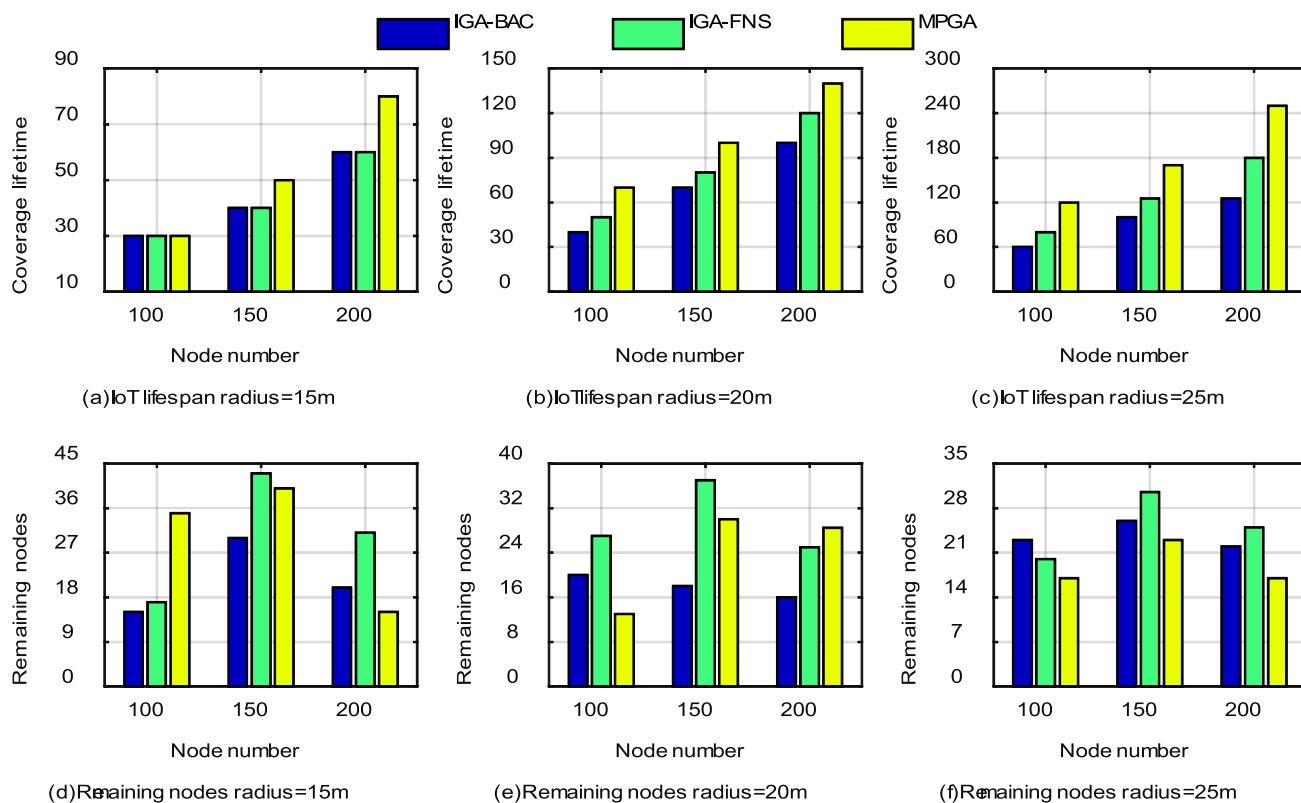 IGA-BAC IGA-FNS MPGA
90
70
50
30
10
Coverage lifetime
100 150 200
Node number
(a)IoT lifespan radius=15m
150
120
90
60
30
0
Coverage lifetime
100 150 200
Node number
(b)IoT lifespan radius=20m
300
240
180
120
60
0
Coverage lifetime
100 150 200
Node number
(c)IoT lifespan radius=25m
45
36
27
18
9
0
Remaining nodes
100 150 200
Node number
(d)Remaining nodes radius=15m
40
32
24
16
8
0
Remaining nodes
100 150 200
Node number
(e)Remaining nodes radius=20m
35
28
21
14
7
0
Remaining nodes
100 150 200
Node number
(f)Remaining nodes radius=25m